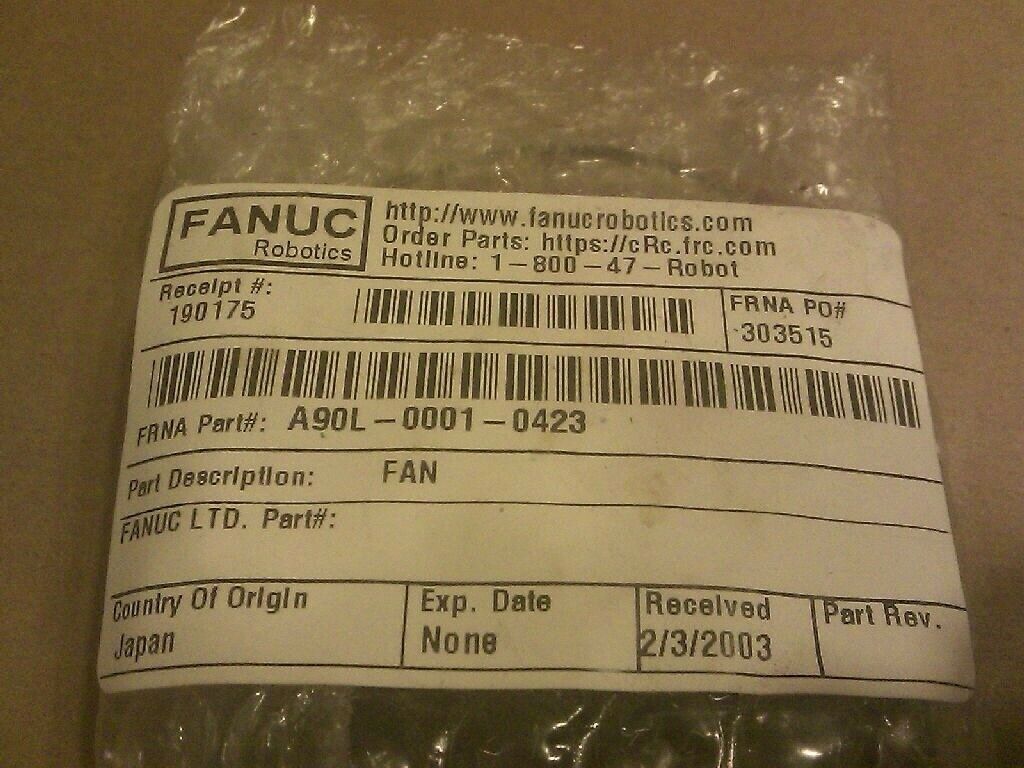 FANUC
Robotics
http://www.fanucrobotics.com
Order Parts: https://cRc.frc.com
Hotline: 1-800-47-Robot
Receipt #:
190175
FRNA PO#
303515
FRNA Part#: A90L-0001-0423
Part Description: FAN
FANUC LTD. Part#:
Country Of Origin
Japan
Exp. Date
None
Received
2/3/2003
Part Rev.